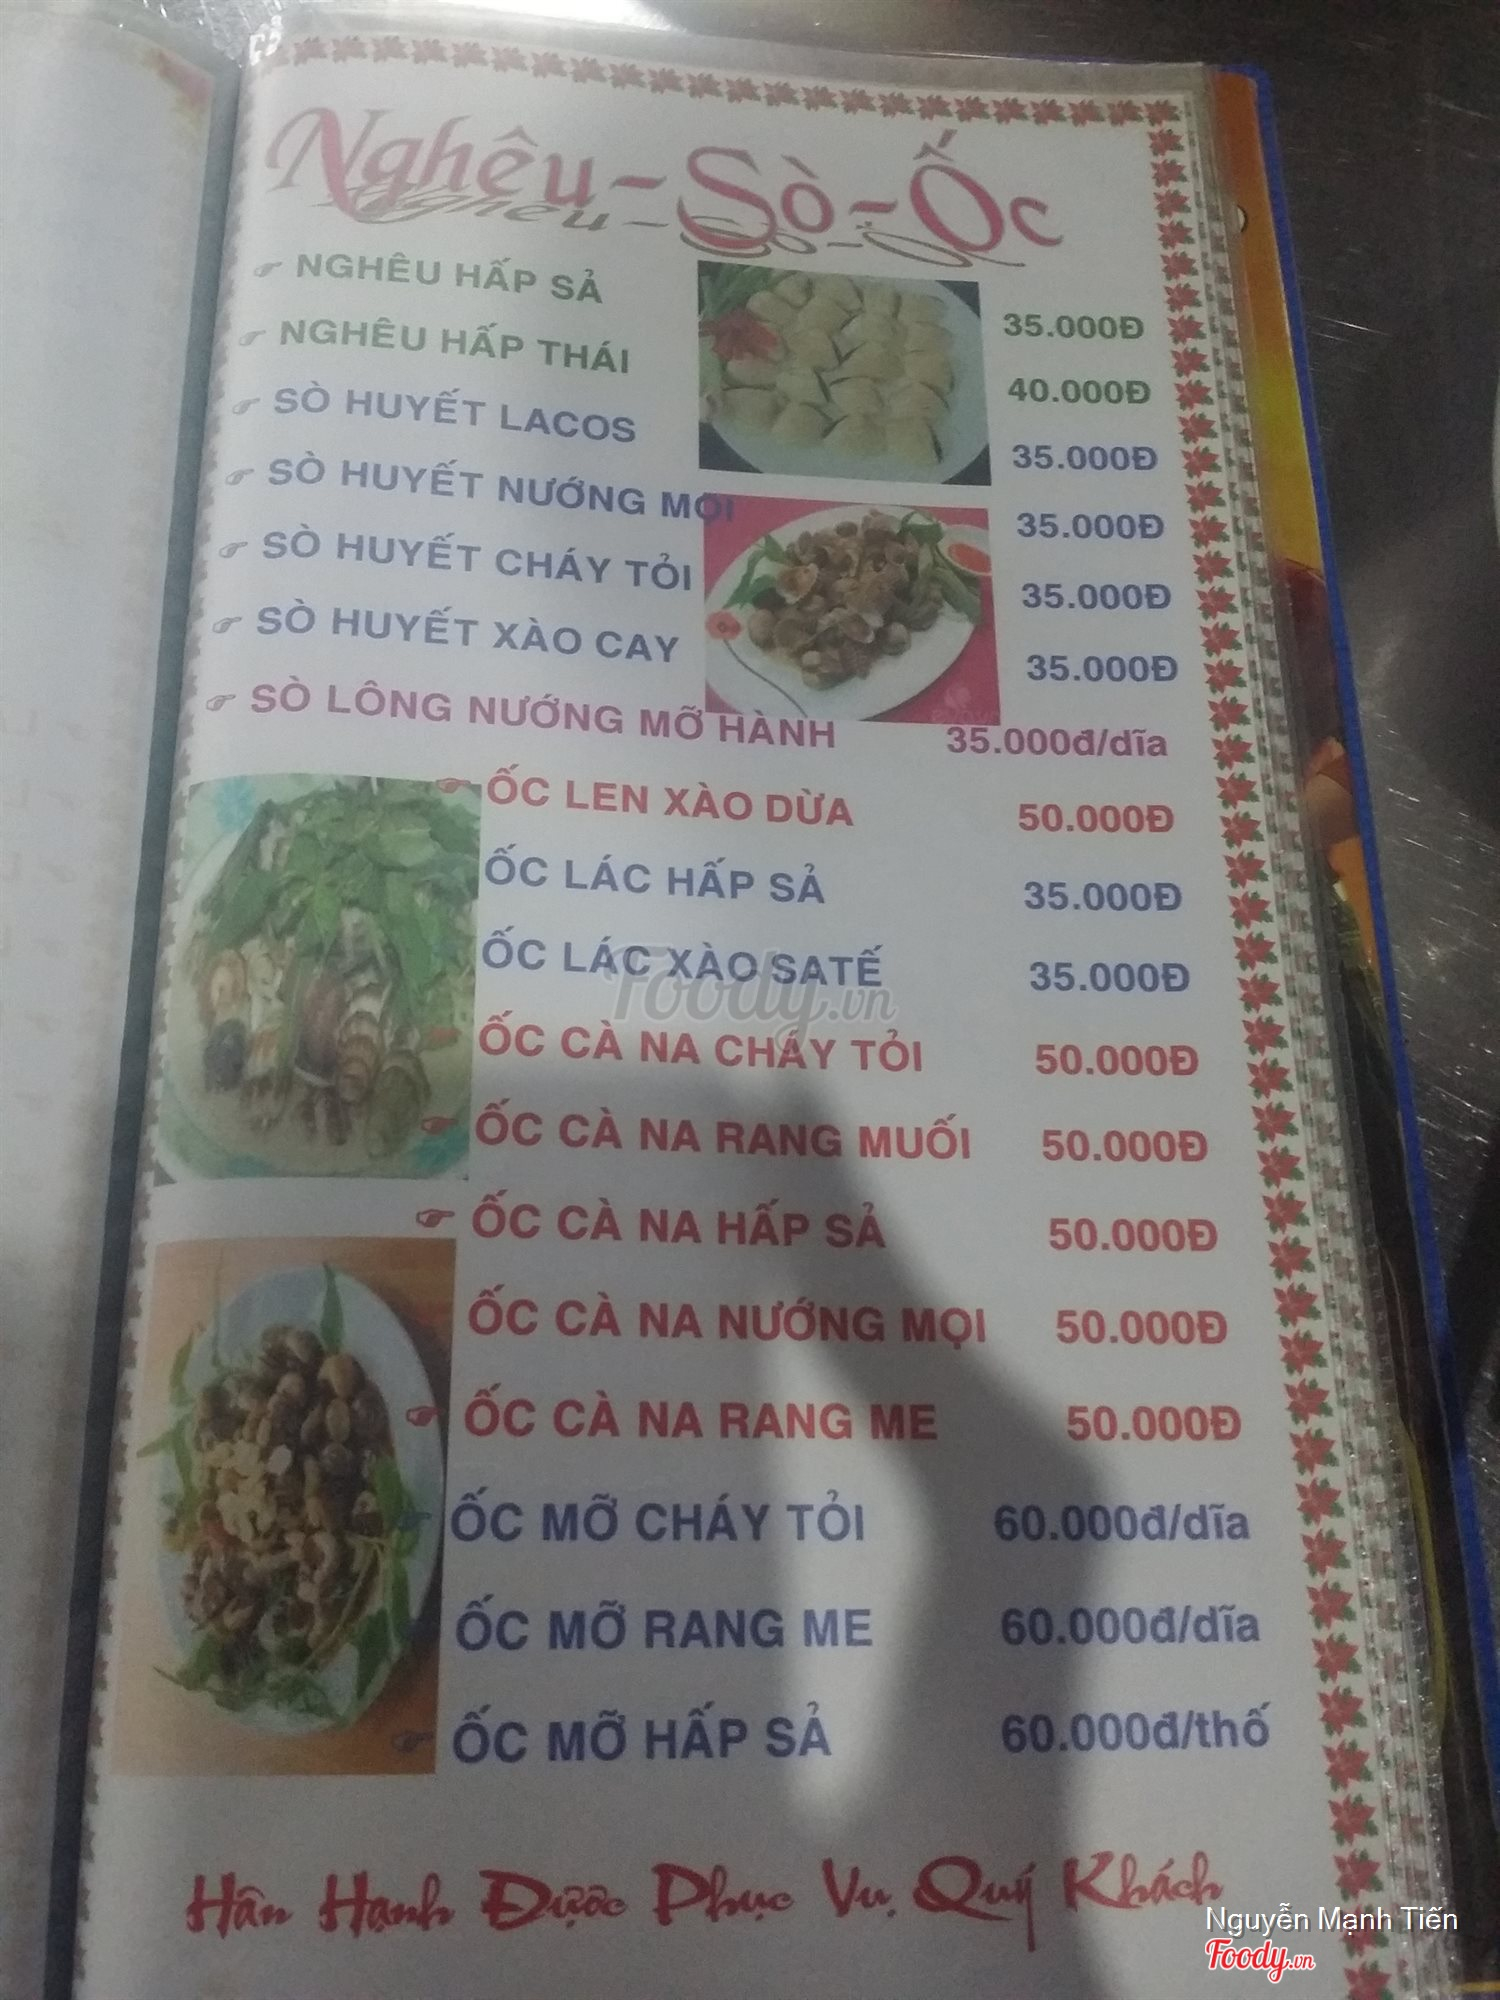 Nghêu-Sò-Ốc
NGHÊU HẤP SẢ 35.000Đ
NGHÊU HẤP THÁI 40.000Đ
SÒ HUYẾT LACOS 35.000Đ
SÒ HUYẾT NƯỚNG MỌI 35.000Đ
SÒ HUYẾT CHÁY TỎI 35.000Đ
SÒ HUYẾT XÀO CAY 35.000Đ
SÒ LÔNG NƯỚNG MỠ HÀNH 35.000đ/dĩa
ỐC LEN XÀO DỪA 50.000Đ
ỐC LÁC HẤP SẢ 35.000Đ
ỐC LÁC XÀO SATẾ 35.000Đ
Foody.vn
ỐC CÀ NA CHÁY TỎI 50.000Đ
ỐC CÀ NA RANG MUỐI 50.000Đ
ỐC CÀ NA HẤP SẢ 50.000Đ
ỐC CÀ NA NƯỚNG MỌI 50.000Đ
ỐC CÀ NA RANG ME 50.000Đ
ỐC MỠ CHÁY TỎI 60.000đ/dĩa
ỐC MỠ RANG ME 60.000đ/dĩa
ỐC MỠ HẤP SẢ 60.000đ/thố
Hân Hạnh Được Phục Vụ Quý Khách
Nguyễn Mạnh Tiến
Foody.vn